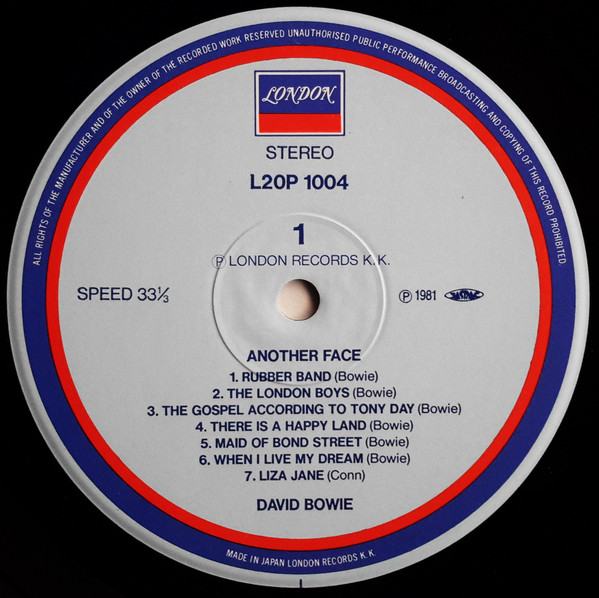 ALL RIGHTS OF THE MANUFACTURER AND OF THE OWNER OF THE RECORDED WORK RESERVED UNAUTHORISED PUBLIC PERFORMANCE BROADCASTING AND COPYING OF THIS RECORD PROHIBITED
LONDON
STEREO
L20P 1004
1
Ⓟ LONDON RECORDS K.K.
SPEED 33⅓
Ⓟ 1981
ANOTHER FACE
1. RUBBER BAND (Bowie)
2. THE LONDON BOYS (Bowie)
3. THE GOSPEL ACCORDING TO TONY DAY (Bowie)
4. THERE IS A HAPPY LAND (Bowie)
5. MAID OF BOND STREET (Bowie)
6. WHEN I LIVE MY DREAM (Bowie)
7. LIZA JANE (Conn)
DAVID BOWIE
MADE IN JAPAN LONDON RECORDS K.K.